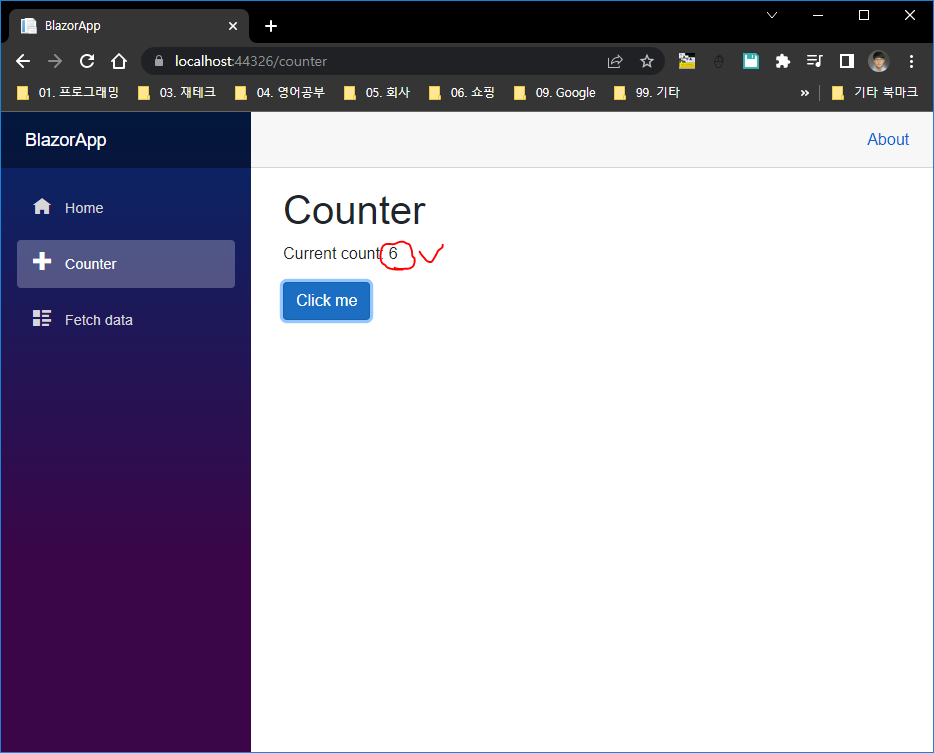 BlazorApp
localhost:44326/counter
01. 프로그래밍 03. 재테크 04. 영어공부 05. 회사 06. 쇼핑 09. Google 99. 기타 » 기타 북마크
BlazorApp About
Home
Counter
Fetch data
Counter
Current count: 6
Click me